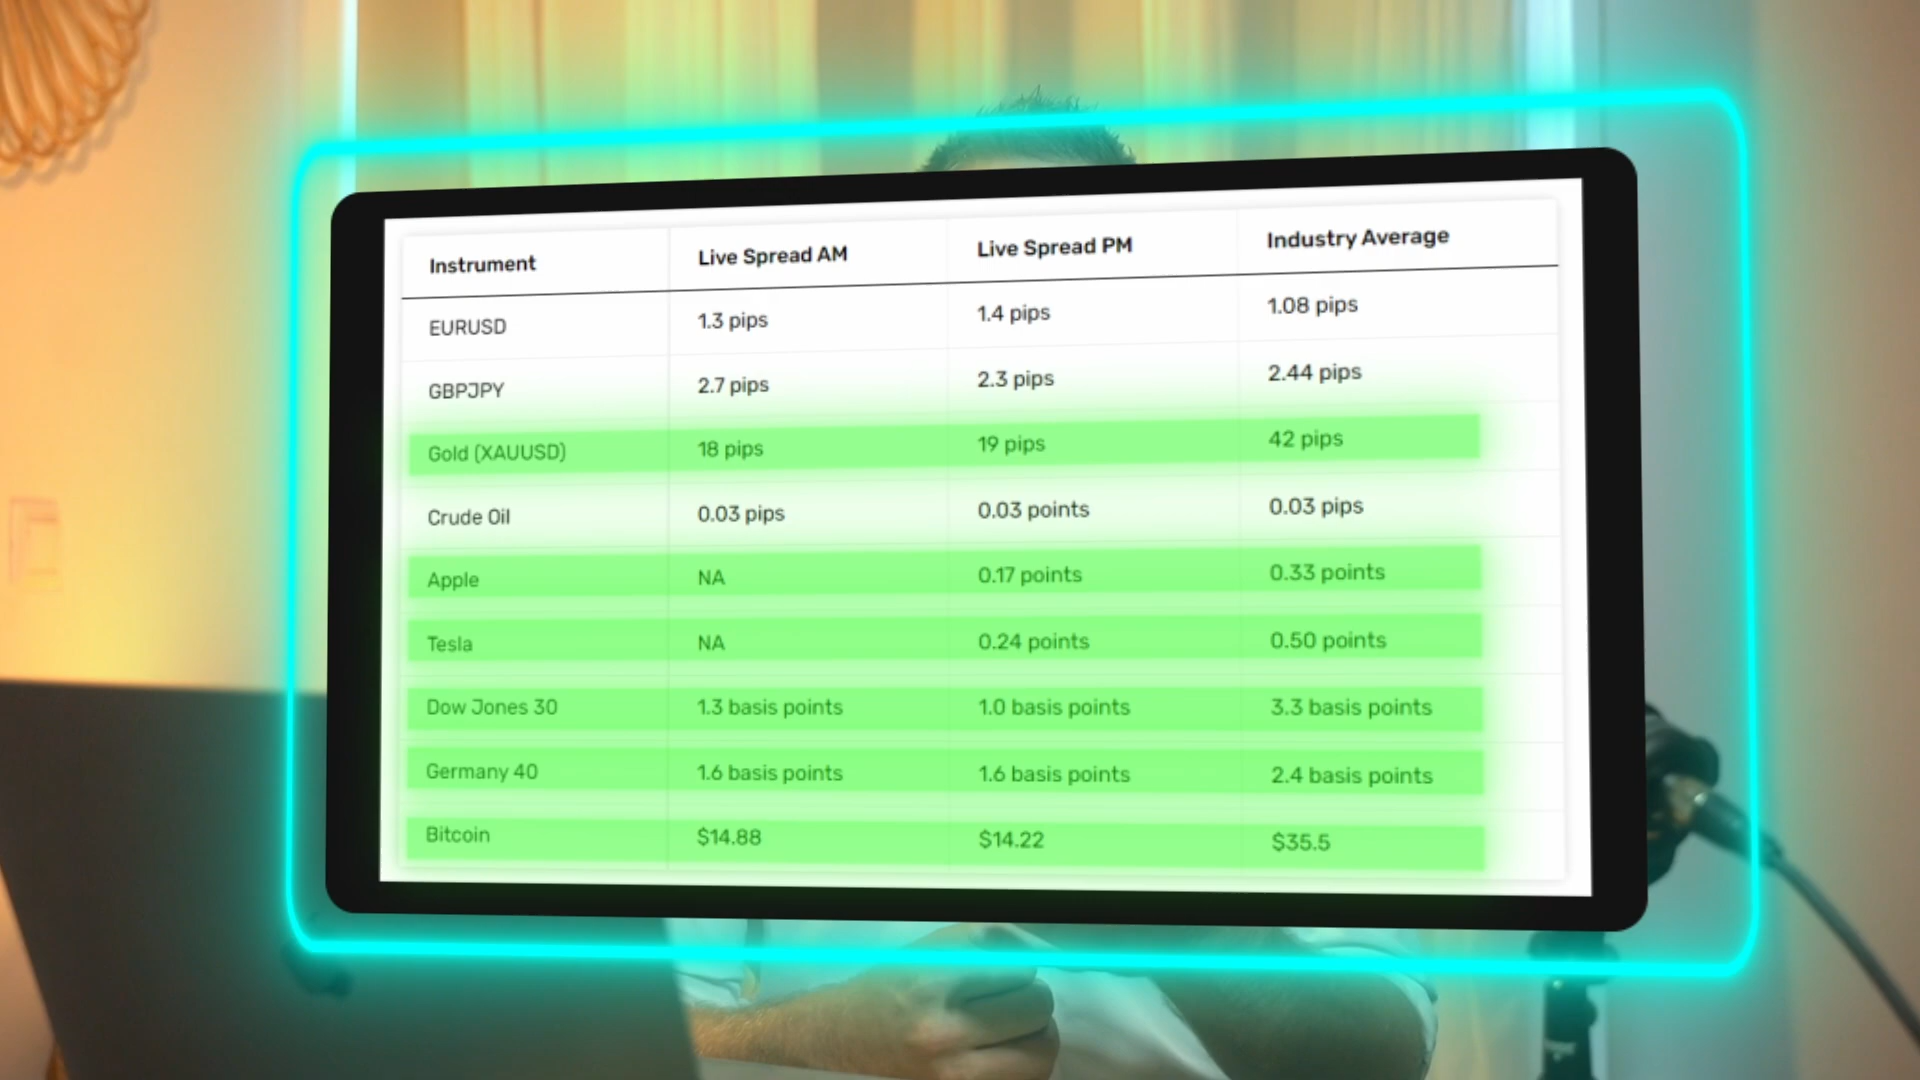 Instrument Live Spread AM Live Spread PM Industry Average
EURUSD 1.3 pips 1.4 pips 1.08 pips
GBPJPY 2.7 pips 2.3 pips 2.44 pips
Gold (XAUUSD) 18 pips 19 pips 42 pips
Crude Oil 0.03 pips 0.03 points 0.03 pips
Apple NA 0.17 points 0.33 points
Tesla NA 0.24 points 0.50 points
Dow Jones 30 1.3 basis points 1.0 basis points 3.3 basis points
Germany 40 1.6 basis points 1.6 basis points 2.4 basis points
Bitcoin $14.88 $14.22 $35.5